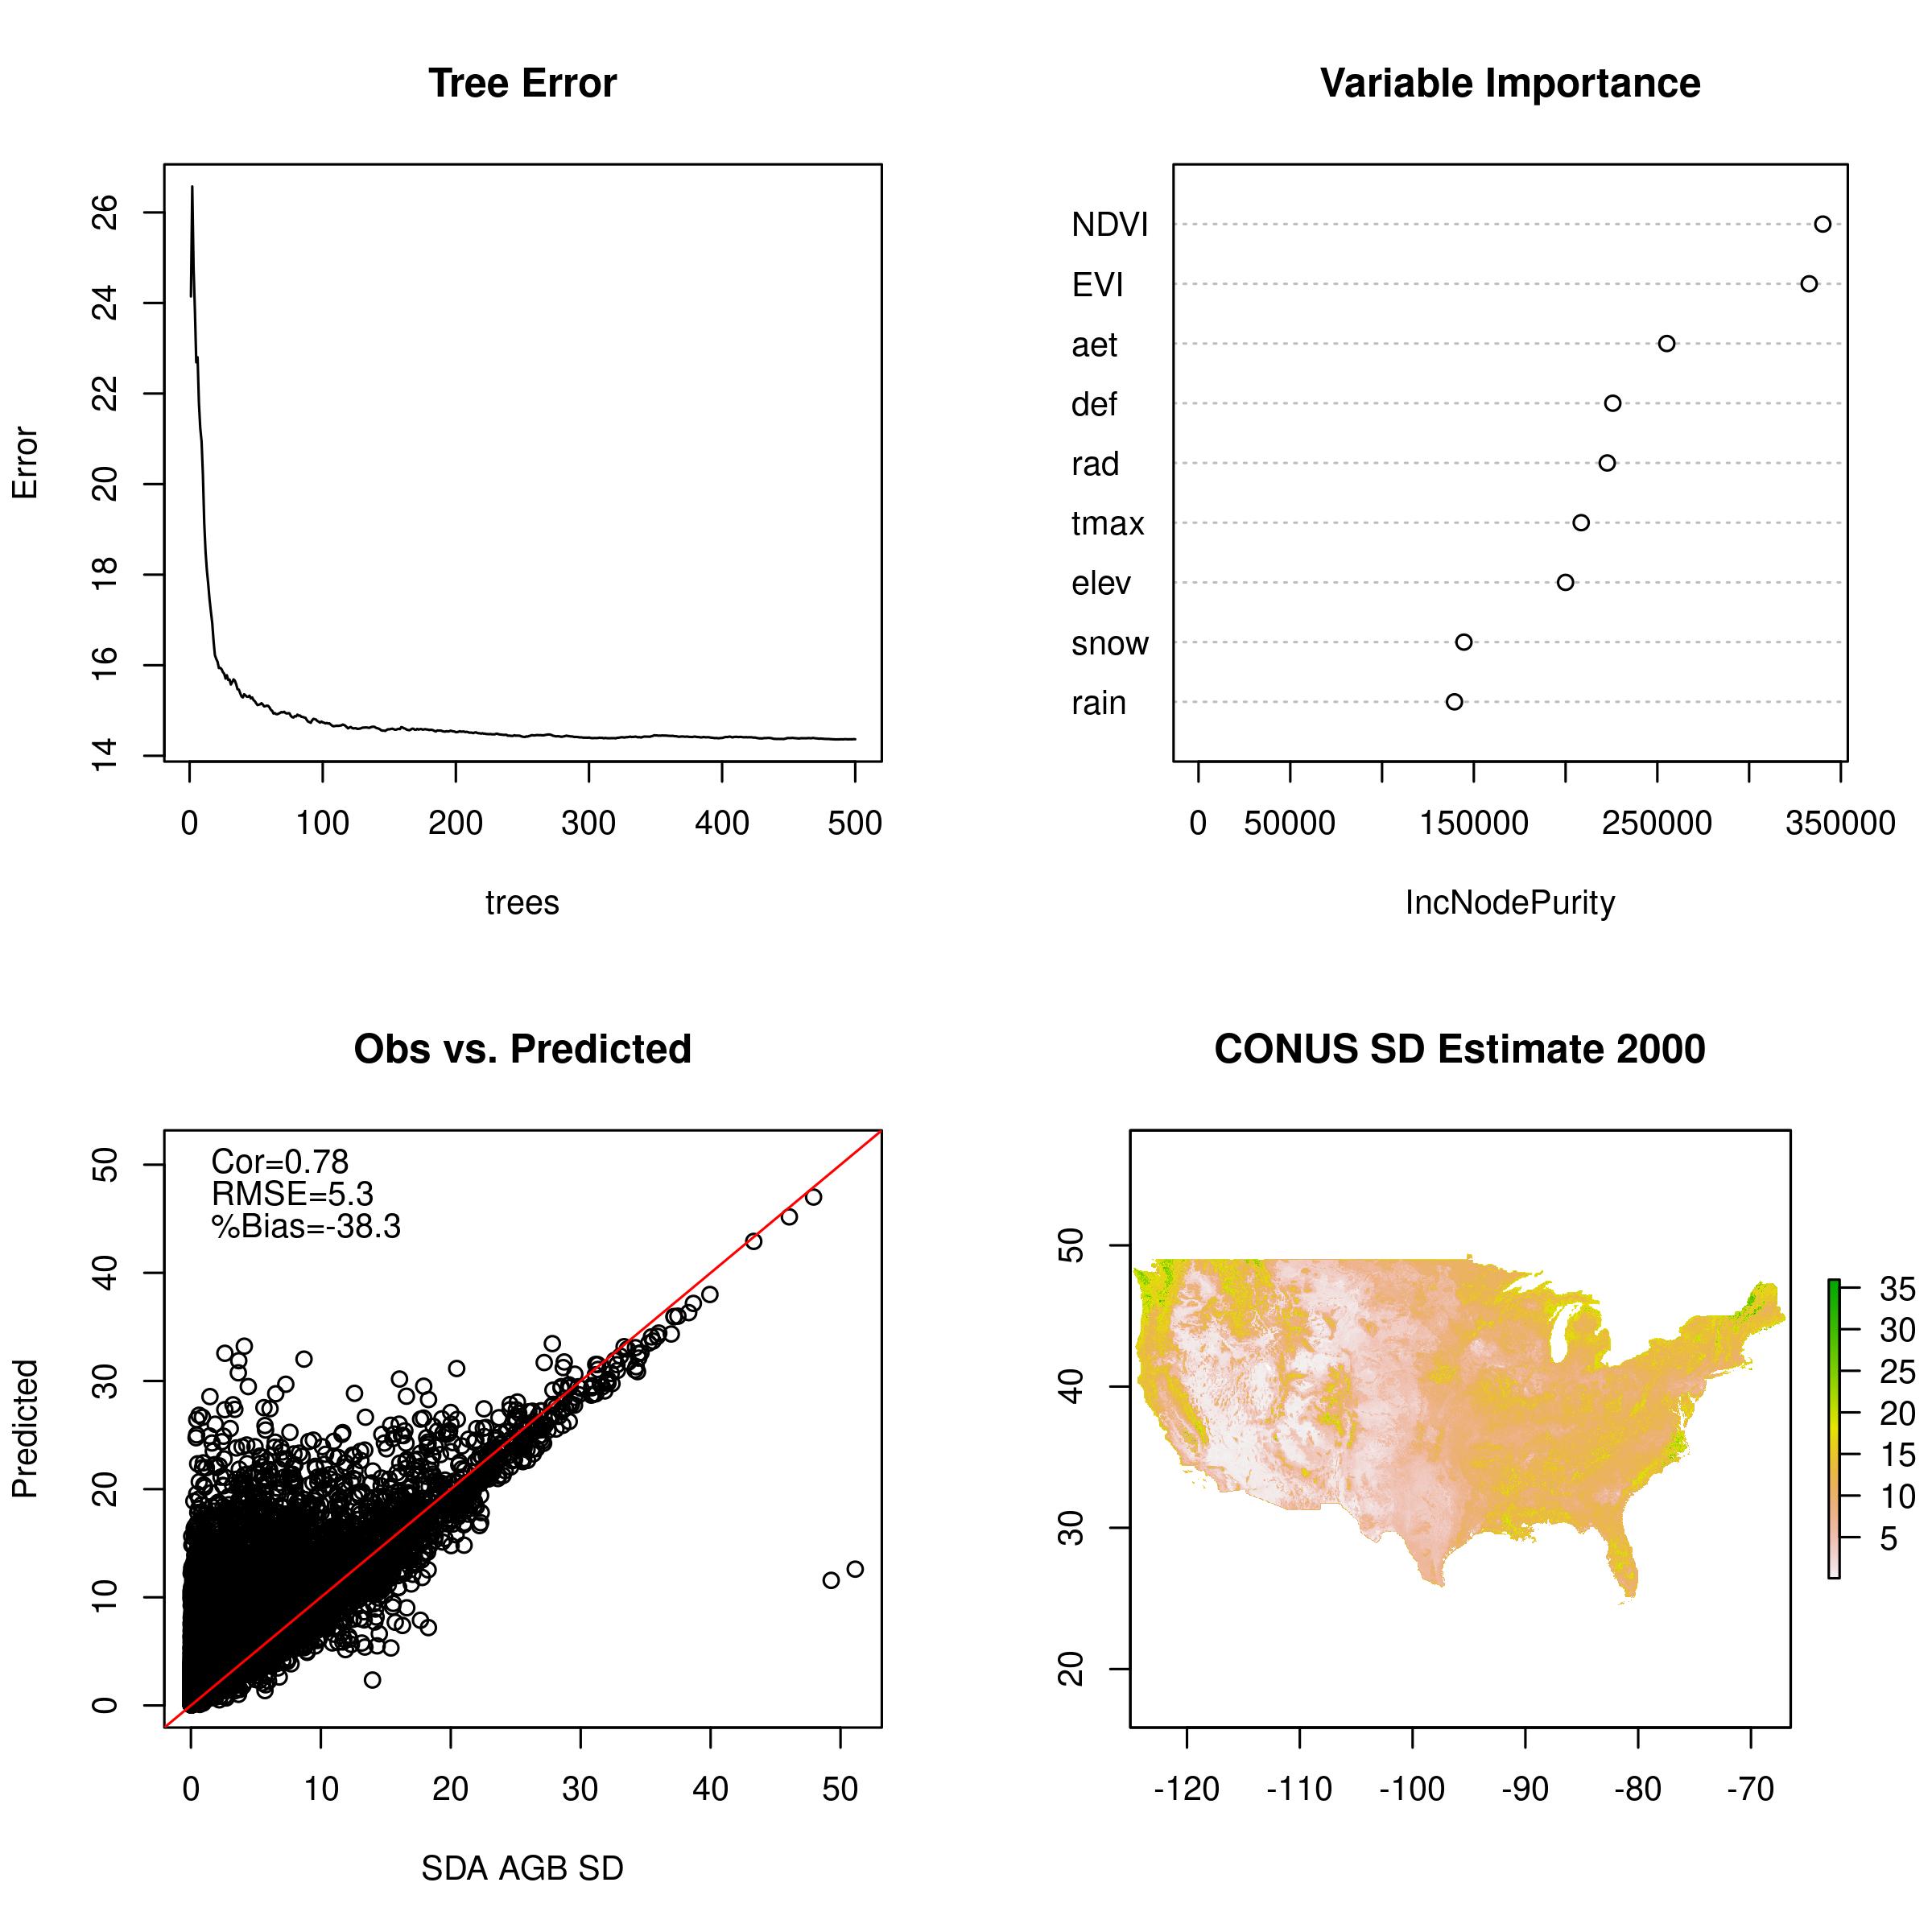 Tree Error
Error
26
24
22
20
18
16
14
0 100 200 300 400 500
trees
Variable Importance
NDVI
EVI
aet
def
rad
tmax
elev
snow
rain
0 50000 150000 250000 350000
IncNodePurity
Obs vs. Predicted
Cor=0.78
RMSE=5.3
%Bias=-38.3
Predicted
50
40
30
20
10
0
0 10 20 30 40 50
SDA AGB SD
CONUS SD Estimate 2000
50
40
30
20
-120 -110 -100 -90 -80 -70
35
30
25
20
15
10
5